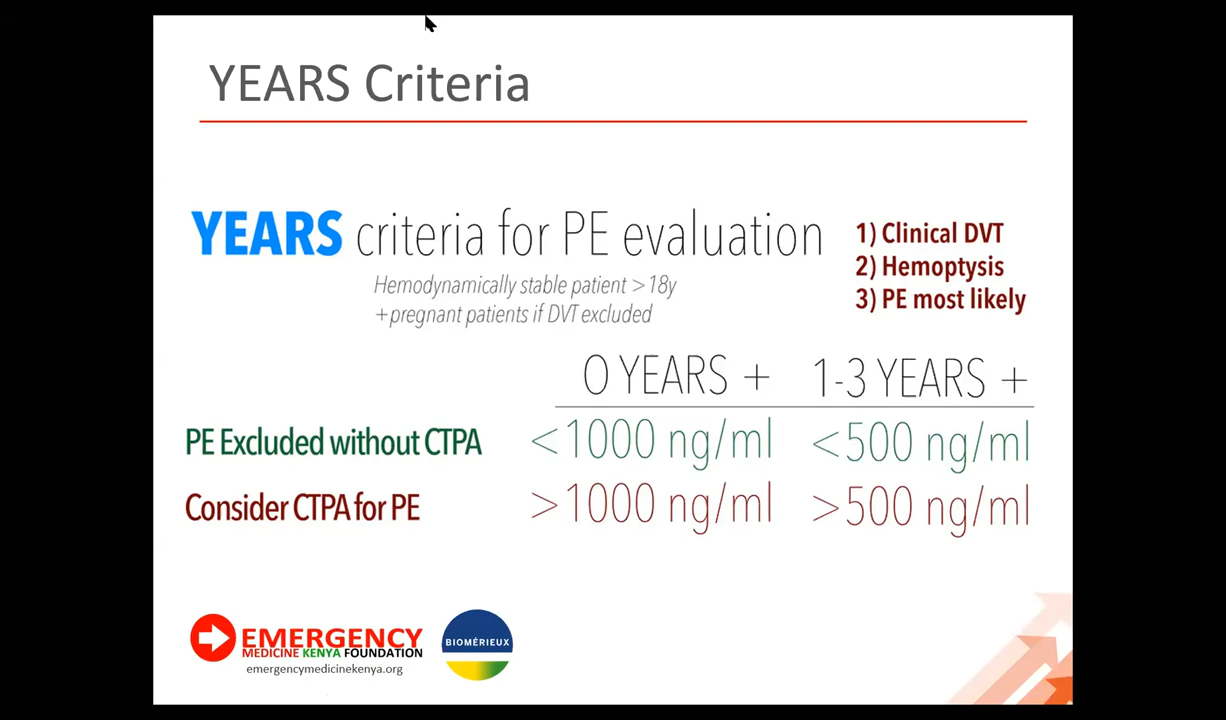 YEARS Criteria
YEARS criteria for PE evaluation
Hemodynamically stable patient >18y
+pregnant patients if DVT excluded
1) Clinical DVT
2) Hemoptysis
3) PE most likely
0 YEARS + 1-3 YEARS +
PE Excluded without CTPA <1000 ng/ml <500 ng/ml
Consider CTPA for PE >1000 ng/ml >500 ng/ml
EMERGENCY
MEDICINE KENYA FOUNDATION
emergencymedicinekenya.org
BIOMÉRIEUX